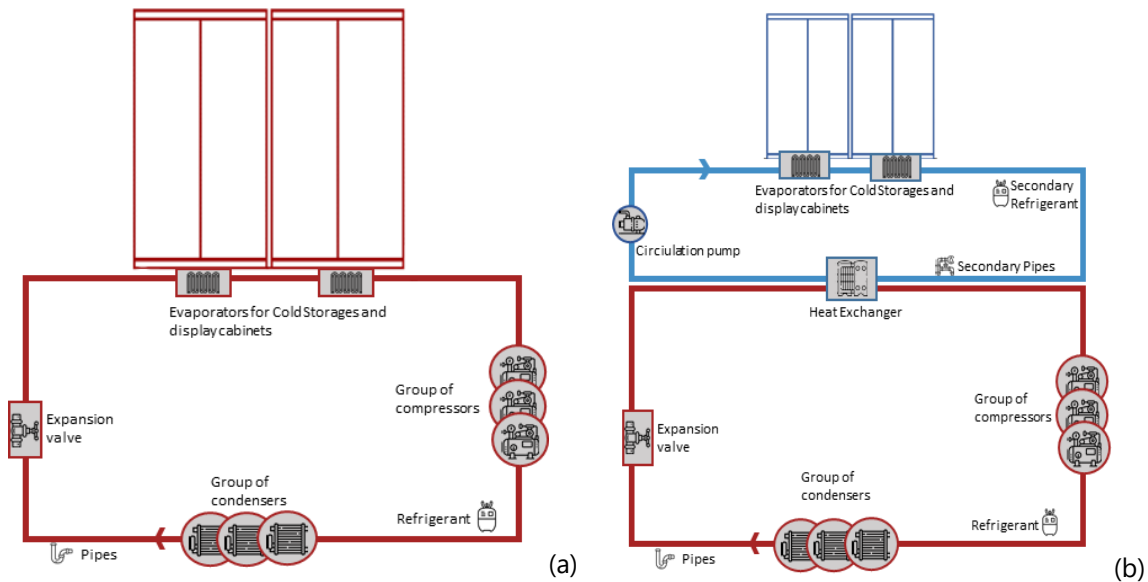 Evaporators for Cold Storages and
display cabinets
Group of
compressors
Expansion
valve
Group of
condensers
Refrigerant
Pipes
(a)
Evaporators for Cold Storages and
display cabinets
Secondary
Refrigerant
Circiulation pump
Secondary Pipes
Heat Exchanger
Group of
compressors
Expansion
valve
Group of
condensers
Refrigerant
Pipes
(b)